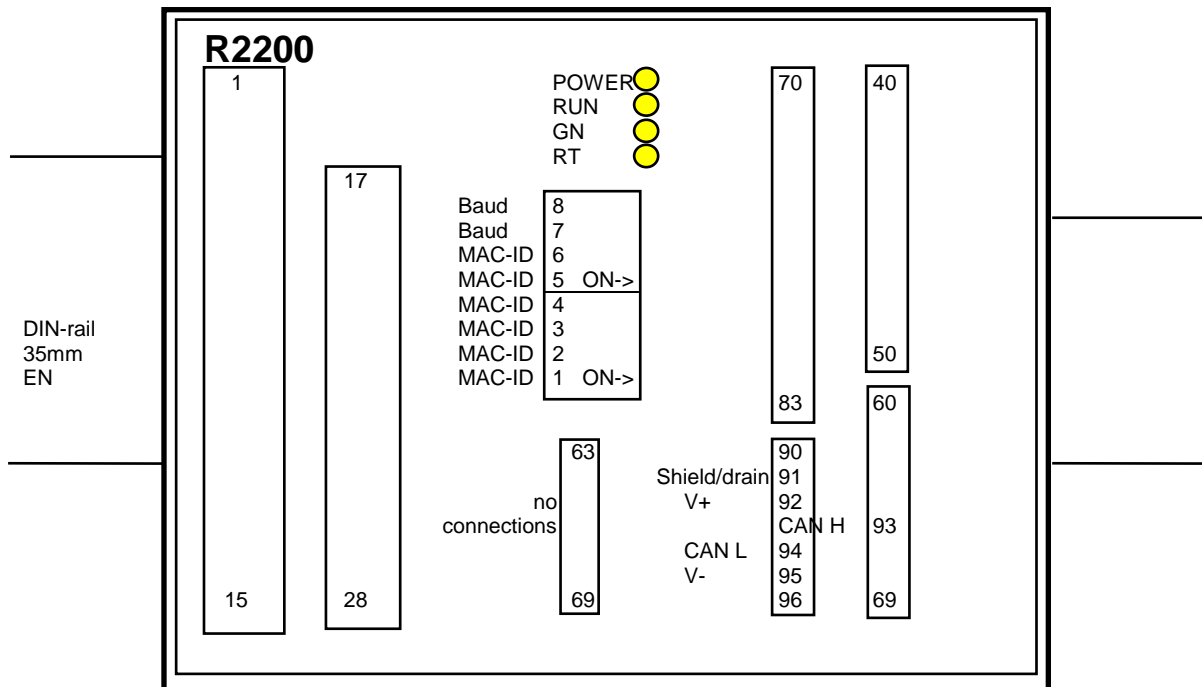 R2200
1
15
17
28
POWER
RUN
GN
RT
Baud 8
Baud 7
MAC-ID 6
MAC-ID 5 ON->
MAC-ID 4
MAC-ID 3
MAC-ID 2
MAC-ID 1 ON->
DIN-rail
35mm
EN
63
no
connections
69
70
83
40
50
90
Shield/drain 91
V+ 92
CAN H 93
CAN L 94
V- 95
96
60
69